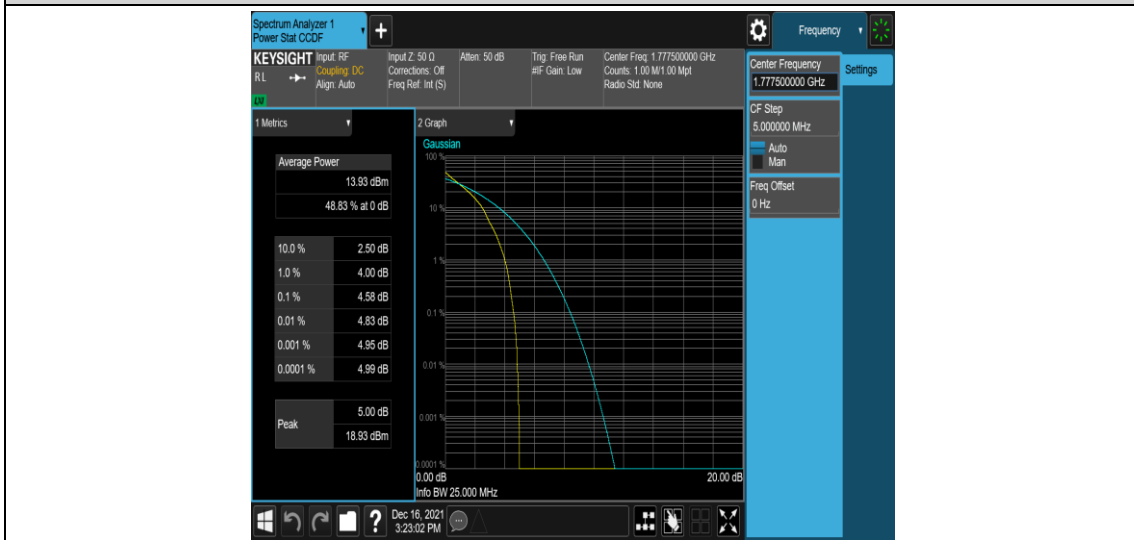 Spectrum Analyzer 1
Power Stat CCDF
Frequency
KEYSIGHT
RL
Input: RF
Coupling: DC
Align: Auto
Input Z: 50 Ω
Corrections: Off
Freq Ref: Int (S)
Atten: 50 dB
Trig: Free Run
#IF Gain: Low
Center Freq: 1.777500000 GHz
Counts: 1.00 M/1.00 Mpt
Radio Std: None
Center Frequency
1.777500000 GHz
Settings
CF Step
5.000000 MHz
Auto
Man
Freq Offset
0 Hz
1 Metrics
Average Power
13.93 dBm
48.83 % at 0 dB
10.0 % 2.50 dB
1.0 % 4.00 dB
0.1 % 4.58 dB
0.01 % 4.83 dB
0.001 % 4.95 dB
0.0001 % 4.99 dB
Peak
5.00 dB
18.93 dBm
2 Graph
Gaussian
100 %
10 %
1 %
0.1 %
0.01 %
0.001 %
0.0001 %
0.00 dB 20.00 dB
Info BW 25.000 MHz
Dec 16, 2021
3:23:02 PM